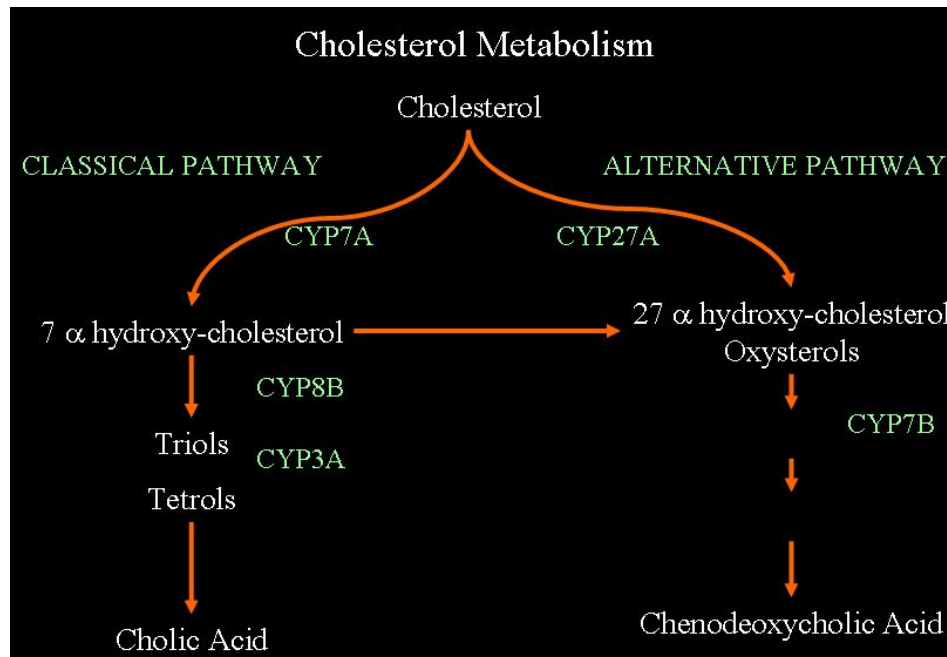 Cholesterol Metabolism
Cholesterol
CLASSICAL PATHWAY
ALTERNATIVE PATHWAY
CYP7A
CYP27A
7 α hydroxy-cholesterol
27 α hydroxy-cholesterol
Oxysterols
CYP8B
CYP7B
Triols
CYP3A
Tetrols
Cholic Acid
Chenodeoxycholic Acid